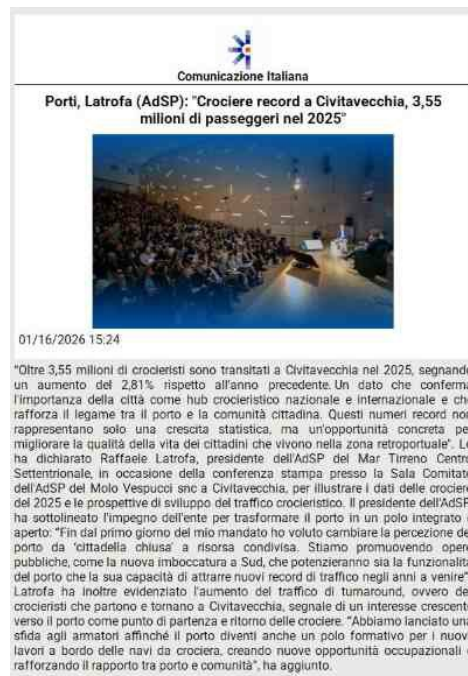 Comunicazione Italiana
Porti, Latrofa (AdSP): "Crociere record a Civitavecchia, 3,55
milioni di passeggeri nel 2025"
01/16/2026 15:24
"Oltre 3,55 milioni di crocieristi sono transitati a Civitavecchia nel 2025, segnando
un aumento del 2,81% rispetto all'anno precedente. Un dato che conferma
l'importanza della città come hub crocieristico nazionale e internazionale e che
rafforza il legame tra il porto e la comunità cittadina. Questi numeri record non
rappresentano solo una crescita statistica, ma un'opportunità concreta per
migliorare la qualità della vita dei cittadini che vivono nella zona retroportuale". Lo
ha dichiarato Raffaele Latrofa, presidente dell'AdSP del Mar Tirreno Centro
Settentrionale, in occasione della conferenza stampa presso la Sala Comitato
dell'AdSP del Molo Vespucci snc a Civitavecchia, per illustrare i dati delle crociere
del 2025 e le prospettive di sviluppo del traffico crocieristico. Il presidente dell'AdSP
ha sottolineato l'impegno dell'ente per trasformare il porto in un polo integrato e
aperto: "Fin dal primo giorno del mio mandato ho voluto cambiare la percezione del
porto da 'cittadella chiusa' a risorsa condivisa. Stiamo promuovendo opere
pubbliche, come la nuova imboccatura a Sud, che potenzieranno sia la funzionalità
del porto che la sua capacità di attrarre nuovi record di traffico negli anni a venire".
Latrofa ha inoltre evidenziato l'aumento del traffico di turnaround, ovvero dei
crocieristi che partono e tornano a Civitavecchia, segnale di un interesse crescente
verso il porto come punto di partenza e ritorno delle crociere. "Abbiamo lanciato una
sfida agli armatori affinché il porto diventi anche un polo formativo per i nuovi
lavori a bordo delle navi da crociera, creando nuove opportunità occupazionali e
rafforzando il rapporto tra porto e comunità", ha aggiunto.